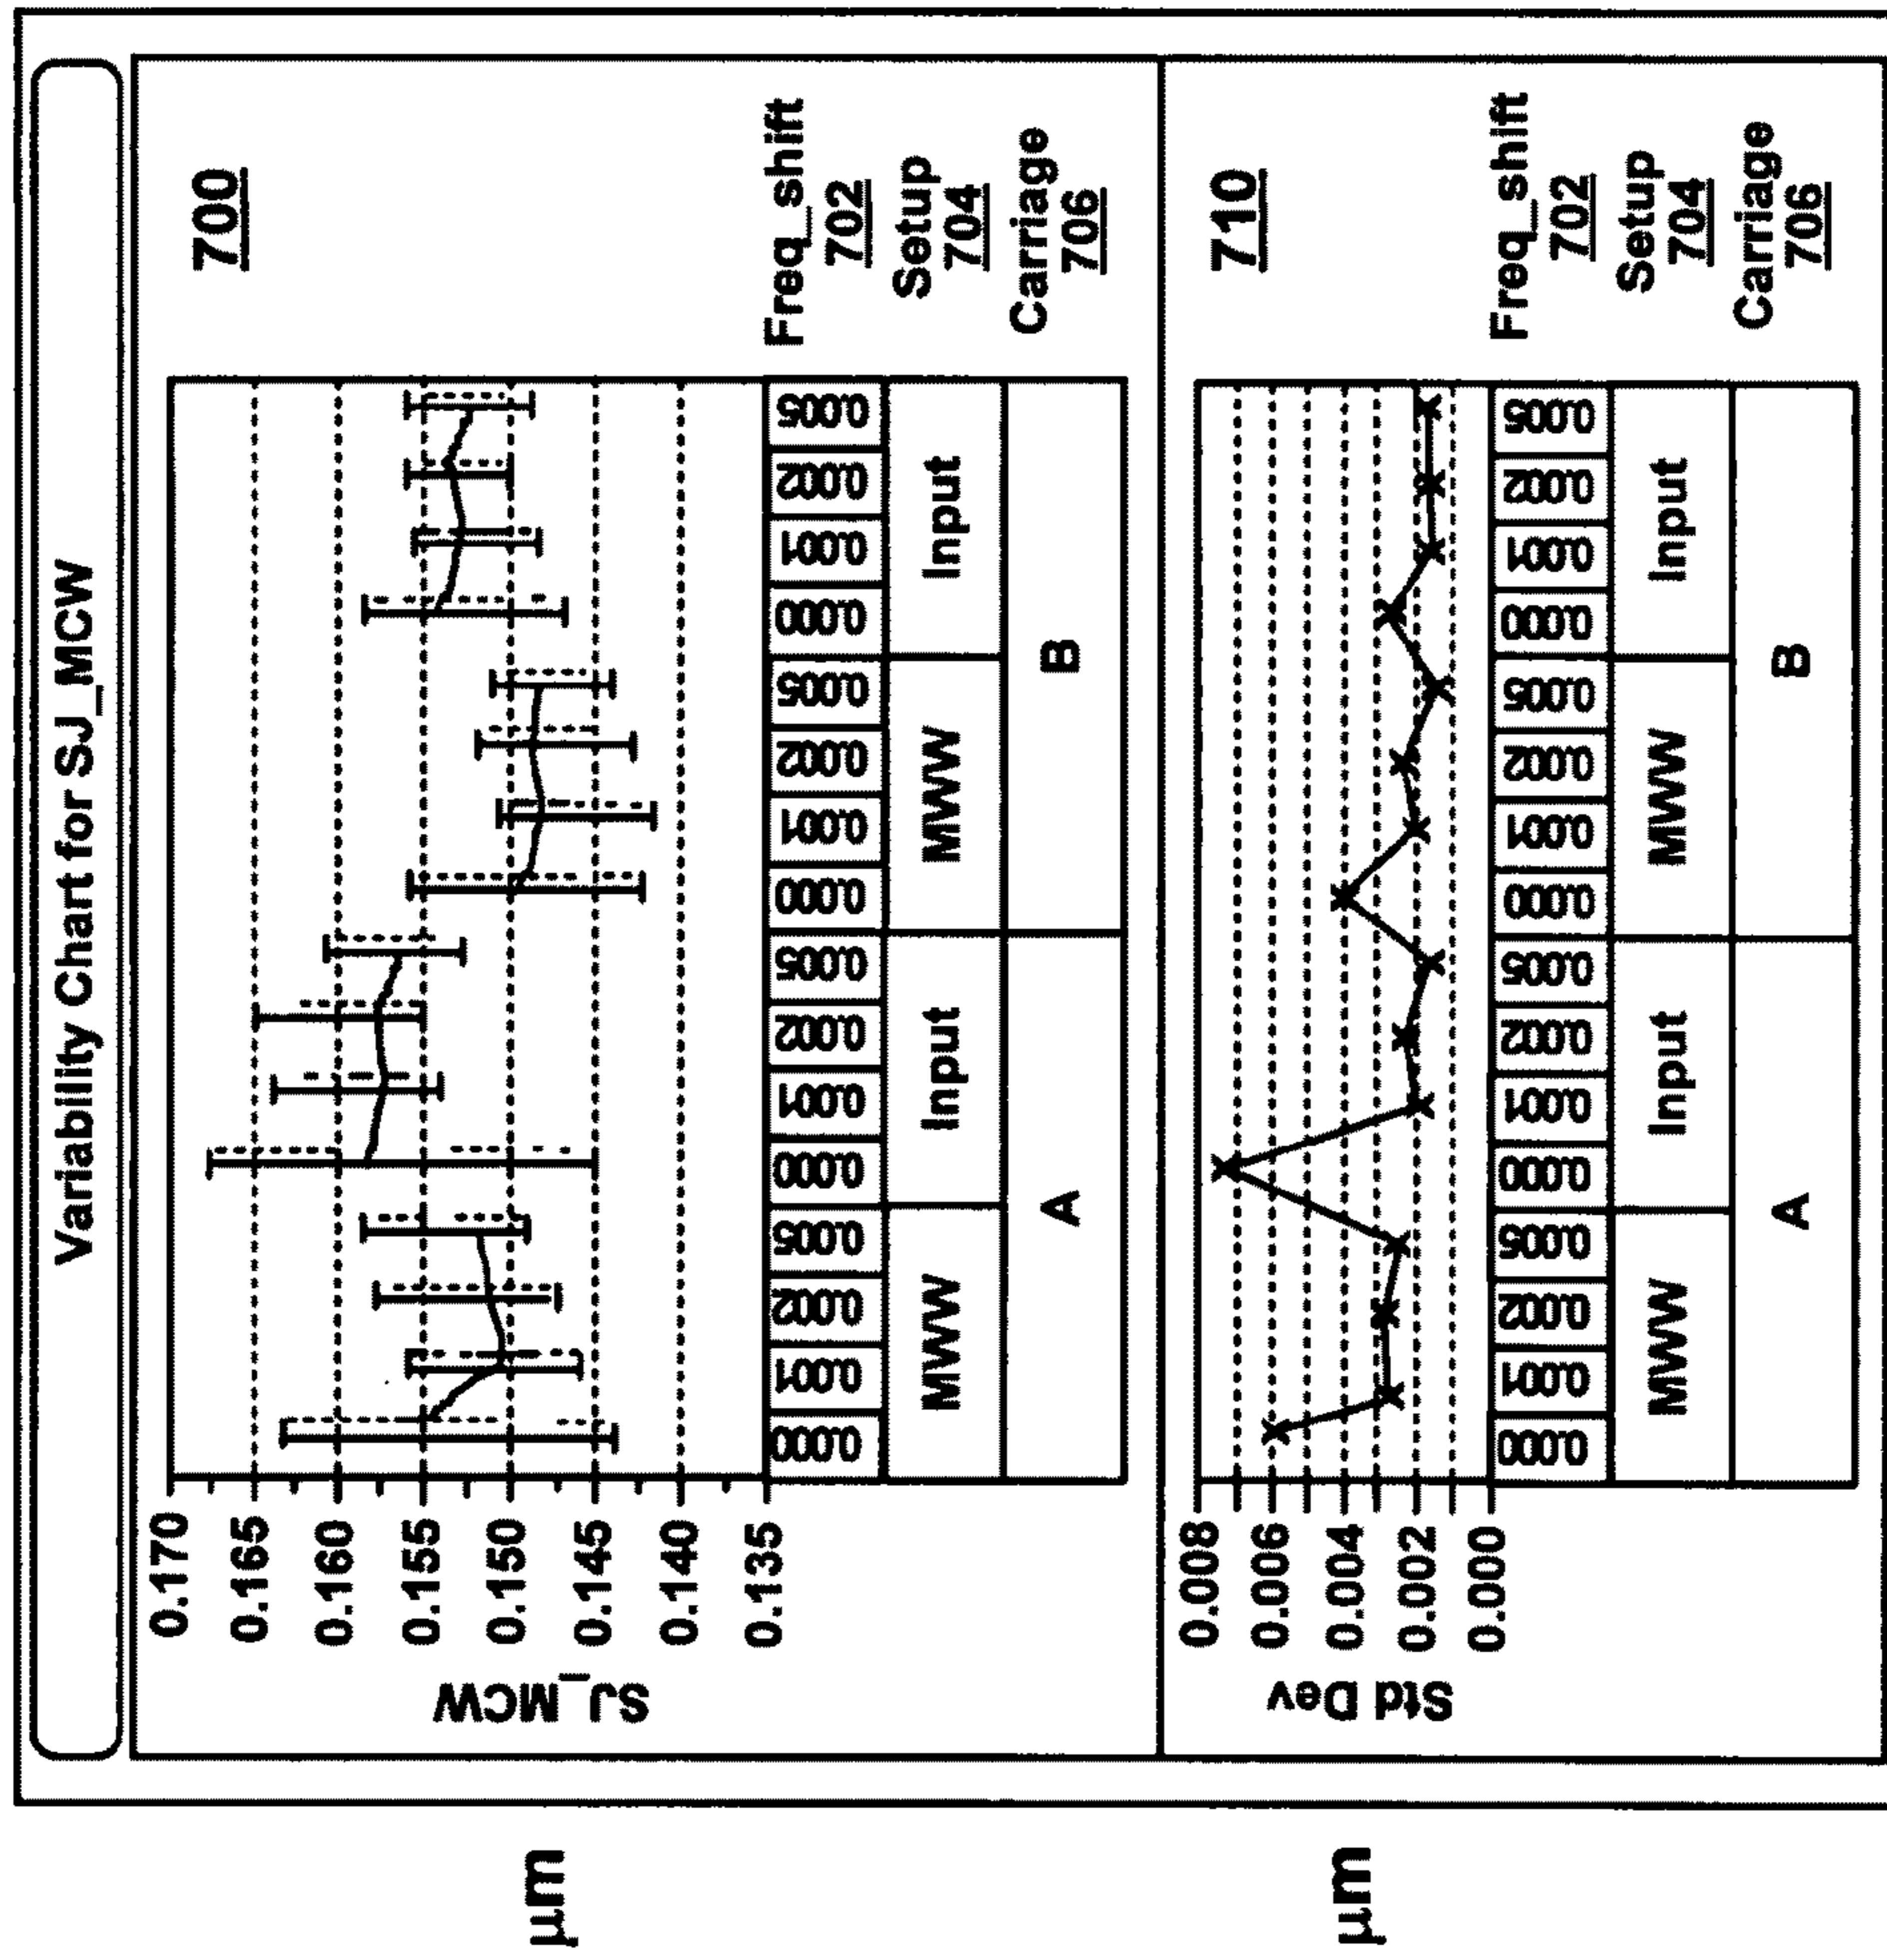 Variability Chart for SJ_MCW
700
µm
SJ_MCW
0.170
0.165
0.160
0.155
0.150
0.145
0.140
0.135
0.000 0.001 0.002 0.005 0.000 0.001 0.002 0.005 0.000 0.001 0.002 0.005 0.000 0.001 0.002 0.005
Freq_shift
702
MWW Input MWW Input
Setup
704
A B
Carriage
706
710
µm
Std Dev
0.008
0.006
0.004
0.002
0.000
0.000 0.001 0.002 0.005 0.000 0.001 0.002 0.005 0.000 0.001 0.002 0.005 0.000 0.001 0.002 0.005
Freq_shift
702
MWW Input MWW Input
Setup
704
A B
Carriage
706